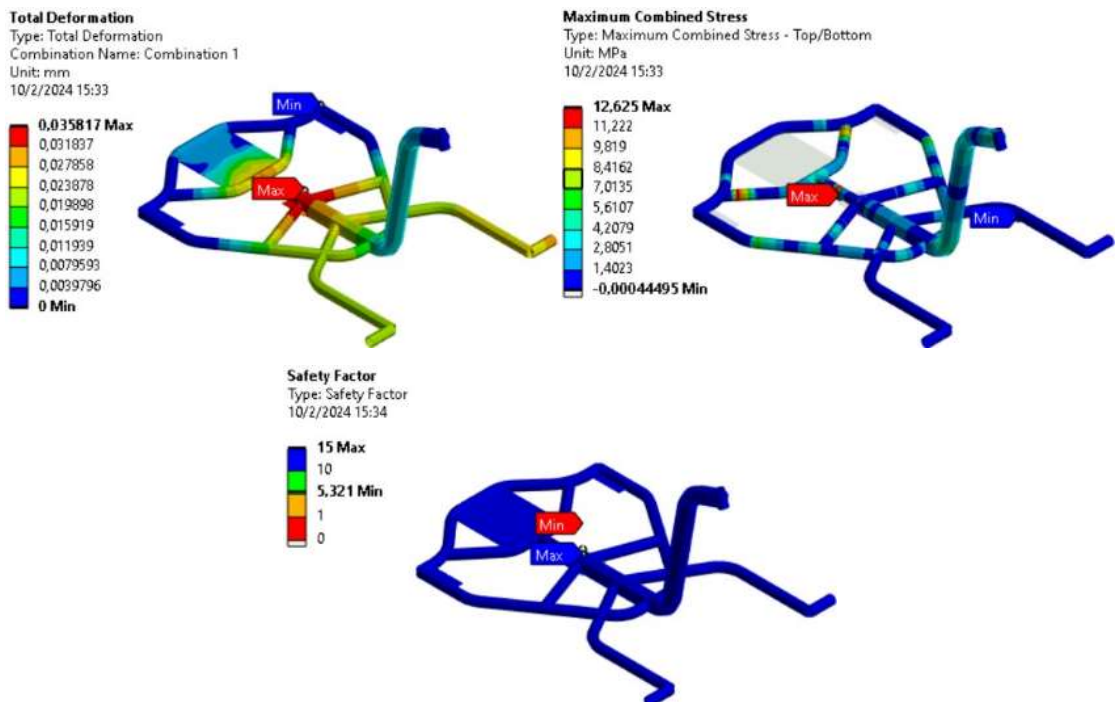 Total Deformation
Type: Total Deformation
Combination Name: Combination 1
Unit: mm
10/2/2024 15:33
0,035817 Max
0,031837
0,027858
0,023878
0,019898
0,015919
0,011939
0,0079593
0,0039796
0 Min
Min
Max
Maximum Combined Stress
Type: Maximum Combined Stress - Top/Bottom
Unit: MPa
10/2/2024 15:33
12,625 Max
11,222
9,819
8,4162
7,0135
5,6107
4,2079
2,8051
1,4023
-0,00044495 Min
Max
Min
Safety Factor
Type: Safety Factor
10/2/2024 15:34
15 Max
10
5,321 Min
1
0
Min
Max